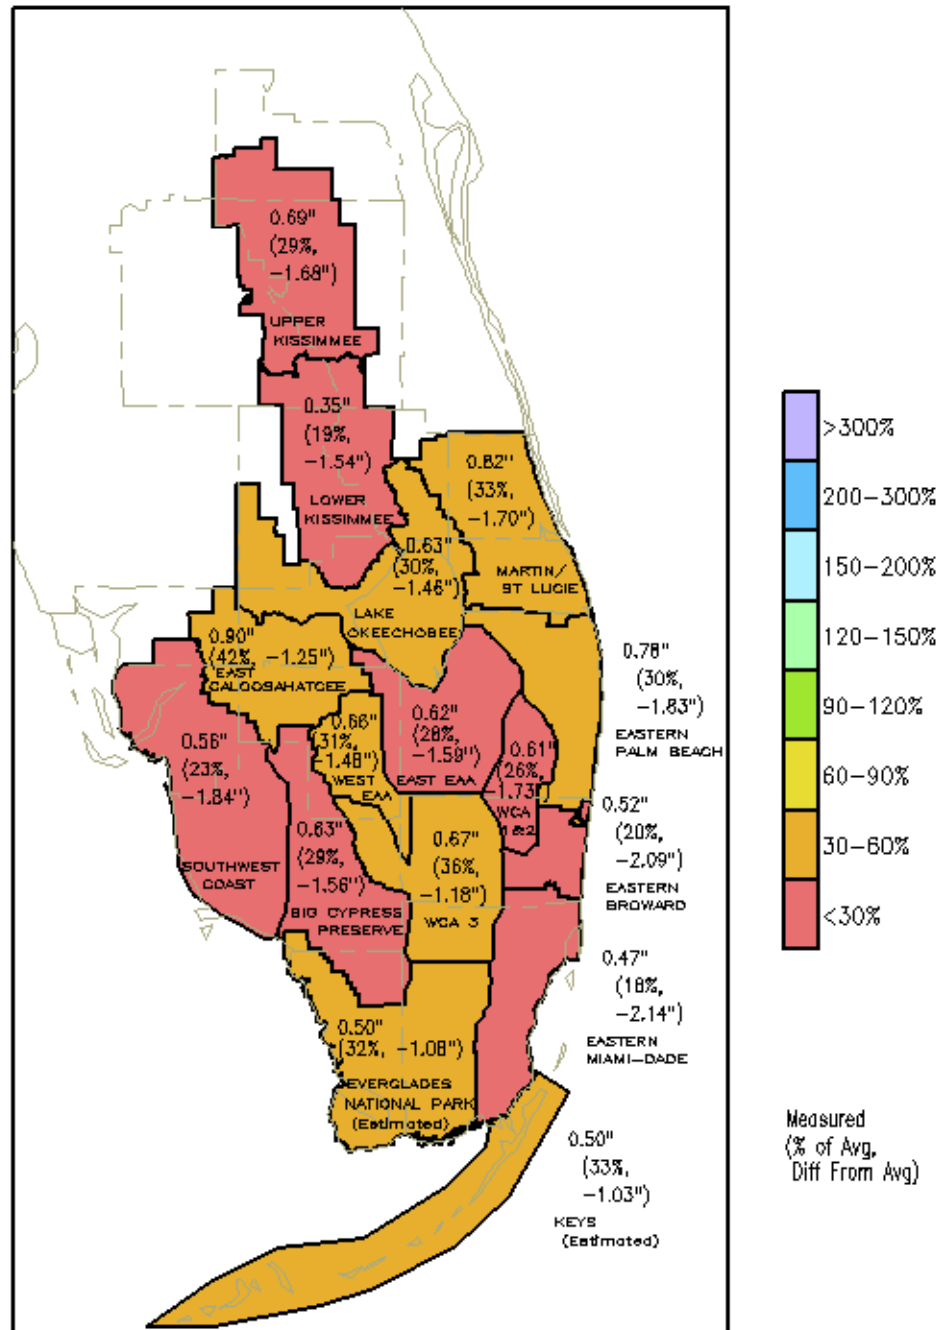 0.69"
(29%,
-1.68")
UPPER
KISSIMMEE
0.35"
(19%,
-1.54")
LOWER
KISSIMMEE
0.82"
(33%,
-1.70")
MARTIN/
ST LUCIE
0.63"
(30%,
-1.46")
LAKE
OKEECHOBEE
0.90"
(42%, -1.25")
EAST
CALOOSAHATCEE
0.78"
(30%,
-1.83")
EASTERN
PALM BEACH
0.56"
(23%,
-1.84")
SOUTHWEST
COAST
0.66"
31%,
-1.48"
WEST
EAA
0.62"
(28%,
-1.59")
EAST EAA
0.61"
(26%,
-1.73"
WCA
1&2
0.63"
(29%,
-1.56")
BIG CYPRESS
PRESERVE
0.67"
(36%,
-1.18")
WCA 3
0.52"
(20%,
-2.09")
EASTERN
BROWARD
0.47"
(18%,
-2.14")
EASTERN
MIAMI-DADE
0.50"
(32%, -1.08")
EVERGLADES
NATIONAL PARK
(Estimated)
0.50"
(33%,
-1.03")
KEYS
(Estimated)
>300%
200-300%
150-200%
120-150%
90-120%
60-90%
30-60%
<30%
Measured
(% of Avg,
Diff From Avg)